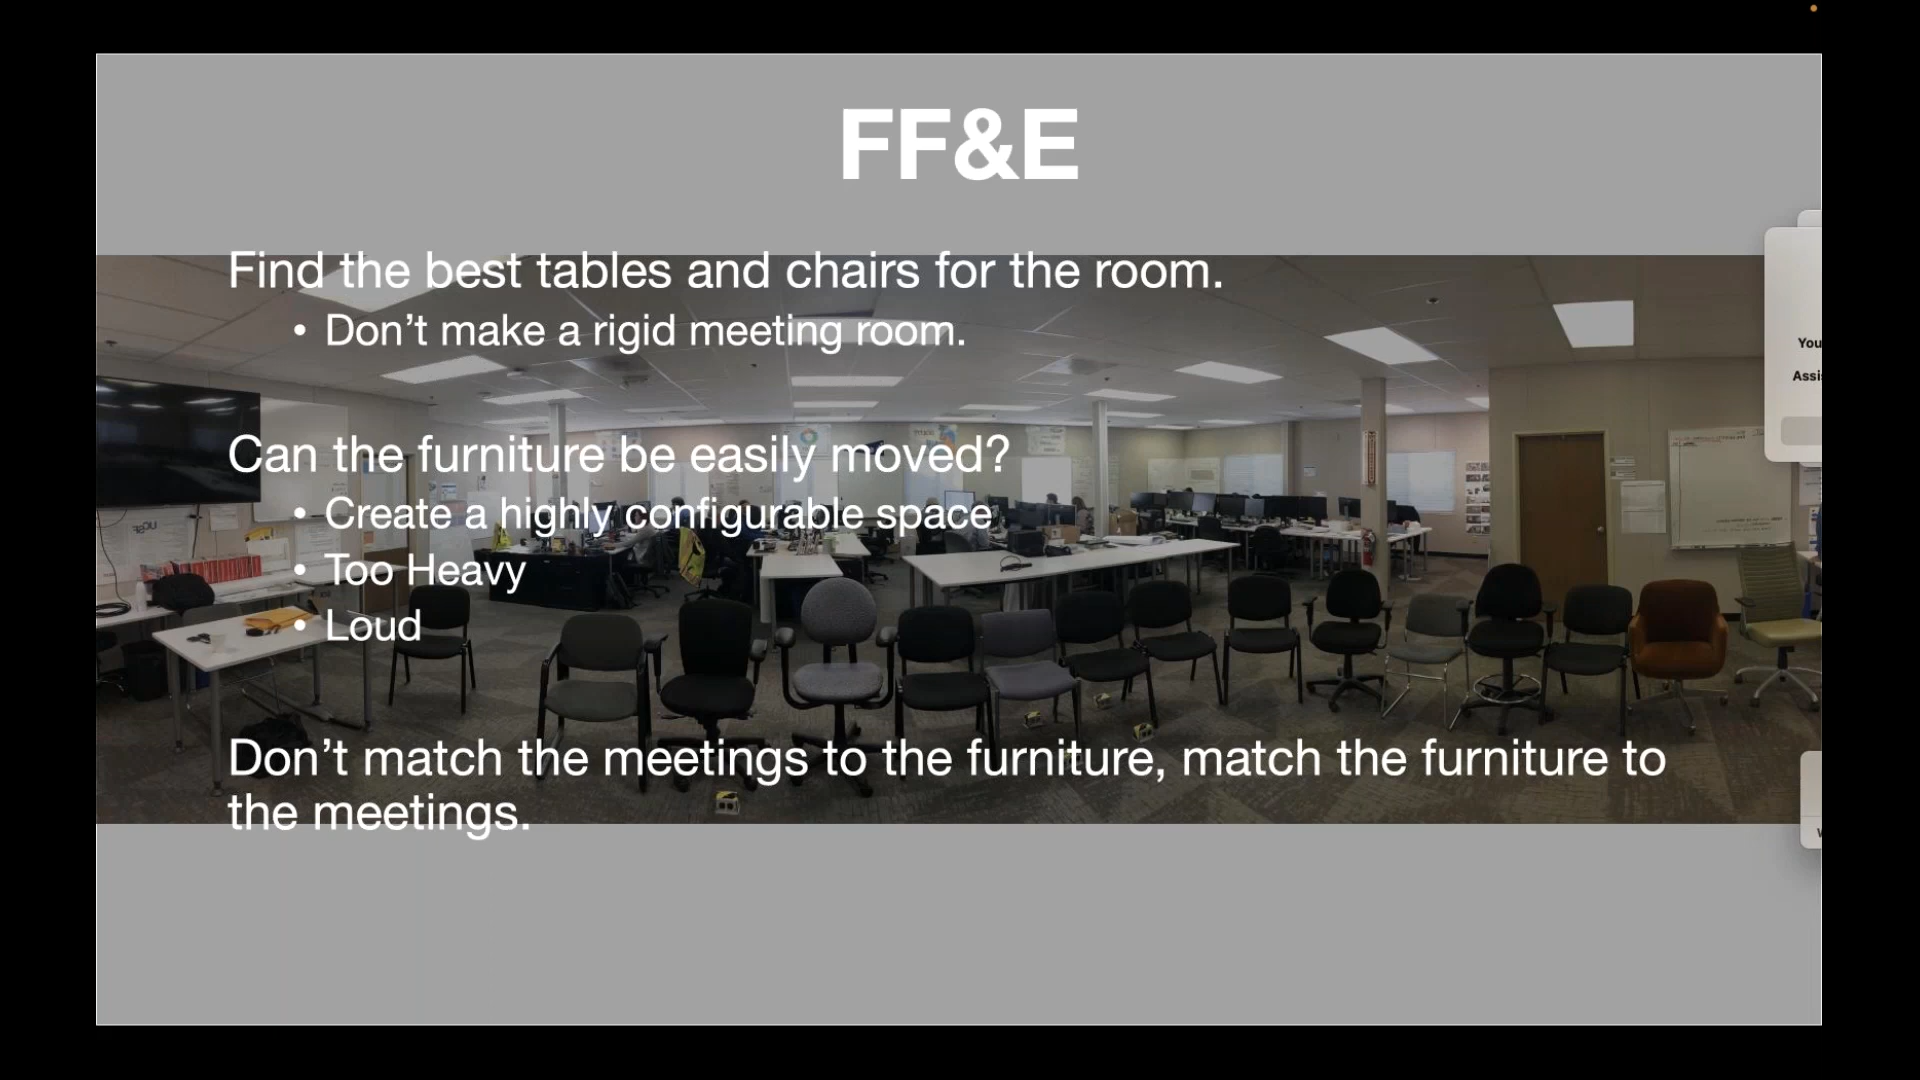 FF&E
Find the best tables and chairs for the room.
• Don’t make a rigid meeting room.
You
Assi
Can the furniture be easily moved?
• Create a highly configurable space
• Too Heavy
• Loud
Don’t match the meetings to the furniture, match the furniture to
the meetings.